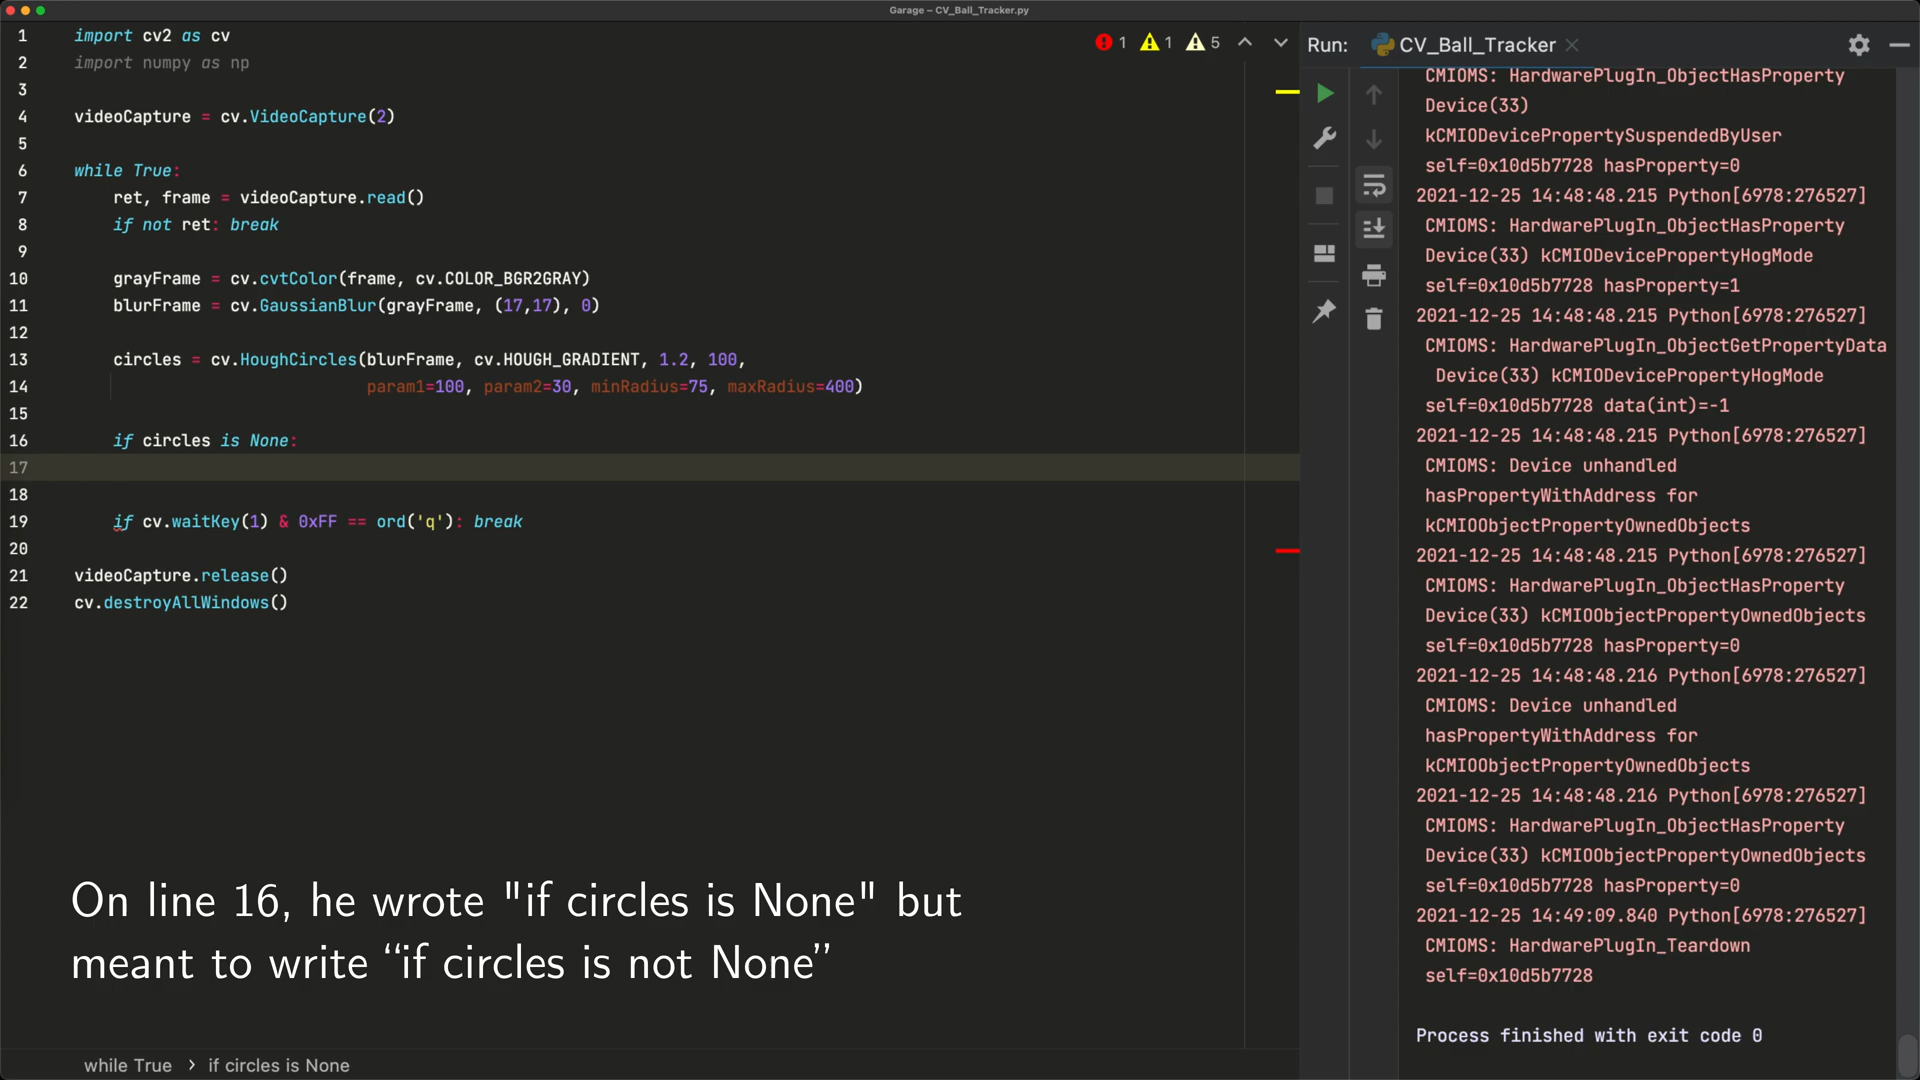 Garage – CV_Ball_Tracker.py
1 import cv2 as cv
2 import numpy as np
3
4 videoCapture = cv.VideoCapture(2)
5
6 while True:
7 ret, frame = videoCapture.read()
8 if not ret: break
9
10 grayFrame = cv.cvtColor(frame, cv.COLOR_BGR2GRAY)
11 blurFrame = cv.GaussianBlur(grayFrame, (17,17), 0)
12
13 circles = cv.HoughCircles(blurFrame, cv.HOUGH_GRADIENT, 1.2, 100,
14 param1=100, param2=30, minRadius=75, maxRadius=400)
15
16 if circles is None:
17
18
19 if cv.waitKey(1) & 0xFF == ord('q'): break
20
21 videoCapture.release()
22 cv.destroyAllWindows()
1 1 5
On line 16, he wrote "if circles is None" but
meant to write “if circles is not None”
while True > if circles is None
Run: CV_Ball_Tracker
CMIOMS: HardwarePlugIn_ObjectHasProperty
Device(33)
kCMIODevicePropertySuspendedByUser
self=0x10d5b7728 hasProperty=0
2021-12-25 14:48:48.215 Python[6978:276527]
CMIOMS: HardwarePlugIn_ObjectHasProperty
Device(33) kCMIODevicePropertyHogMode
self=0x10d5b7728 hasProperty=1
2021-12-25 14:48:48.215 Python[6978:276527]
CMIOMS: HardwarePlugIn_ObjectGetPropertyData
Device(33) kCMIODevicePropertyHogMode
self=0x10d5b7728 data(int)=-1
2021-12-25 14:48:48.215 Python[6978:276527]
CMIOMS: Device unhandled
hasPropertyWithAddress for
kCMIOObjectPropertyOwnedObjects
2021-12-25 14:48:48.215 Python[6978:276527]
CMIOMS: HardwarePlugIn_ObjectHasProperty
Device(33) kCMIOObjectPropertyOwnedObjects
self=0x10d5b7728 hasProperty=0
2021-12-25 14:48:48.216 Python[6978:276527]
CMIOMS: Device unhandled
hasPropertyWithAddress for
kCMIOObjectPropertyOwnedObjects
2021-12-25 14:48:48.216 Python[6978:276527]
CMIOMS: HardwarePlugIn_ObjectHasProperty
Device(33) kCMIOObjectPropertyOwnedObjects
self=0x10d5b7728 hasProperty=0
2021-12-25 14:49:09.840 Python[6978:276527]
CMIOMS: HardwarePlugIn_Teardown
self=0x10d5b7728
Process finished with exit code 0